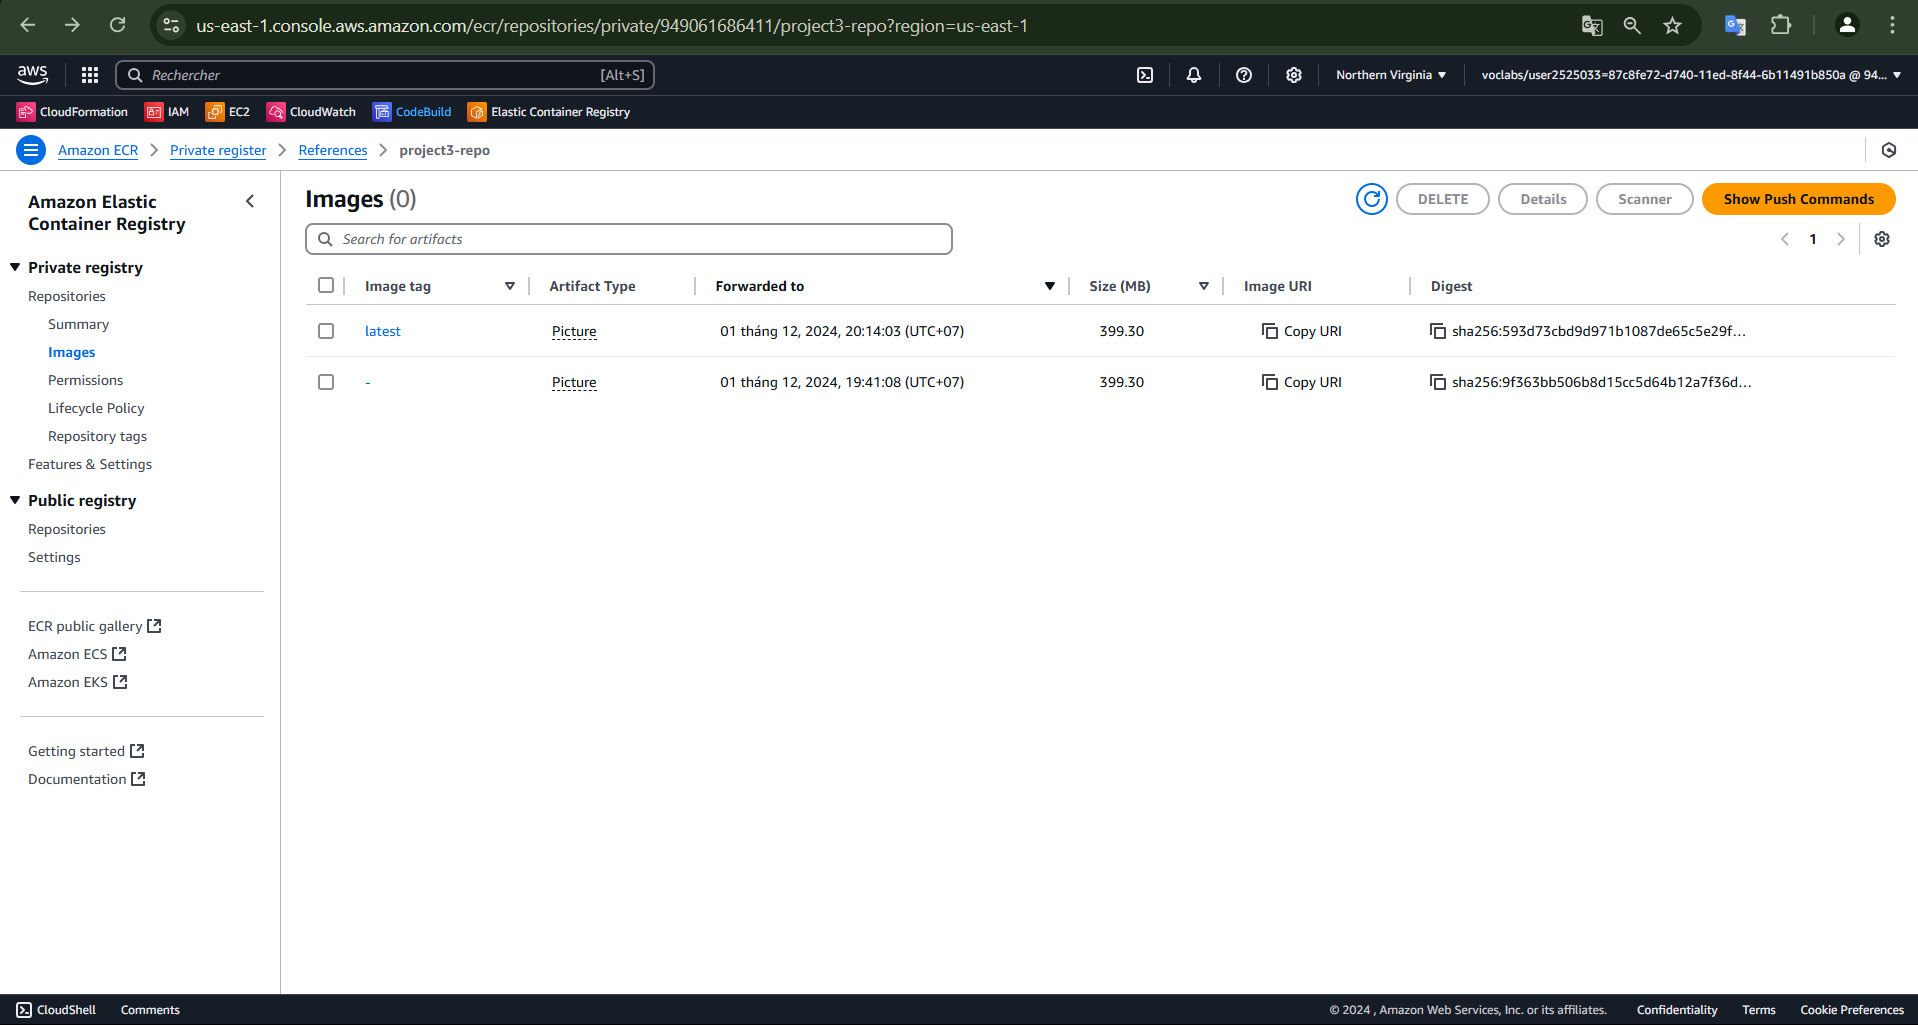 us-east-1.console.aws.amazon.com/ecr/repositories/private/949061686411/project3-repo?region=us-east-1
aws
Rechercher [Alt+S] Northern Virginia voclabs/user2525033=87c8fe72-d740-11ed-8f44-6b11491b850a @ 94...
CloudFormation IAM EC2 CloudWatch CodeBuild Elastic Container Registry
Amazon ECR > Private register > References > project3-repo
Amazon Elastic
Container Registry
Private registry
Repositories
Summary
Images
Permissions
Lifecycle Policy
Repository tags
Features & Settings
Public registry
Repositories
Settings
ECR public gallery
Amazon ECS
Amazon EKS
Getting started
Documentation
Images (0)
DELETE Details Scanner Show Push Commands
Search for artifacts
1
Image tag Artifact Type Forwarded to Size (MB) Image URI Digest
latest Picture 01 tháng 12, 2024, 20:14:03 (UTC+07) 399.30 Copy URI sha256:593d73cbd9d971b1087de65c5e29f...
- Picture 01 tháng 12, 2024, 19:41:08 (UTC+07) 399.30 Copy URI sha256:9f363bb506b8d15cc5d64b12a7f36d...
CloudShell Comments © 2024 , Amazon Web Services, Inc. or its affiliates. Confidentiality Terms Cookie Preferences